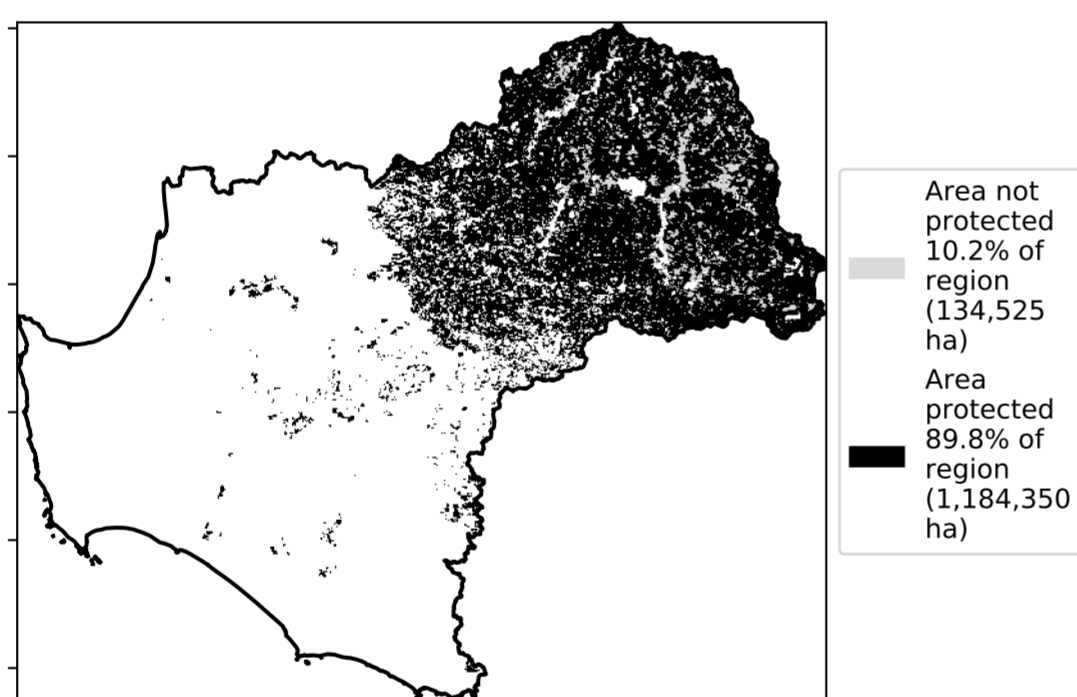 Area not
protected
10.2% of
region
(134,525
ha)
Area
protected
89.8% of
region
(1,184,350
ha)